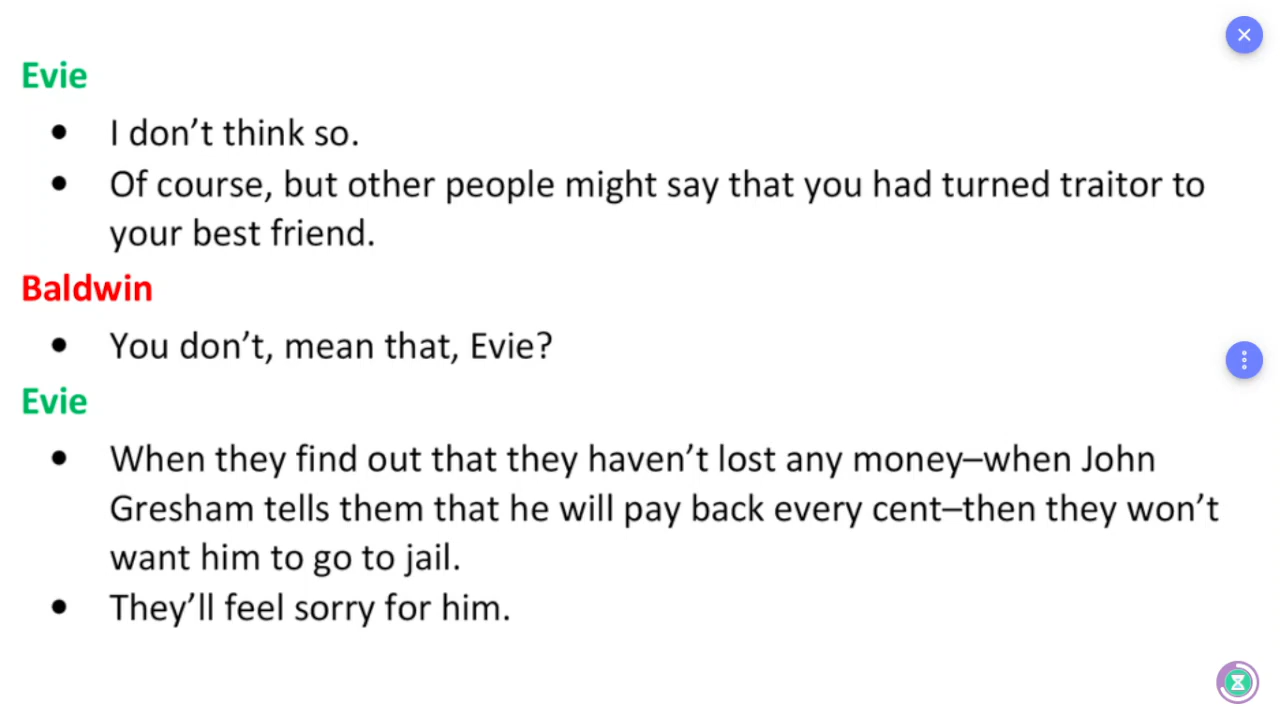 Evie
• I don’t think so.
• Of course, but other people might say that you had turned traitor to
your best friend.
Baldwin
• You don’t, mean that, Evie?
Evie
• When they find out that they haven’t lost any money–when John
Gresham tells them that he will pay back every cent–then they won’t
want him to go to jail.
• They’ll feel sorry for him.